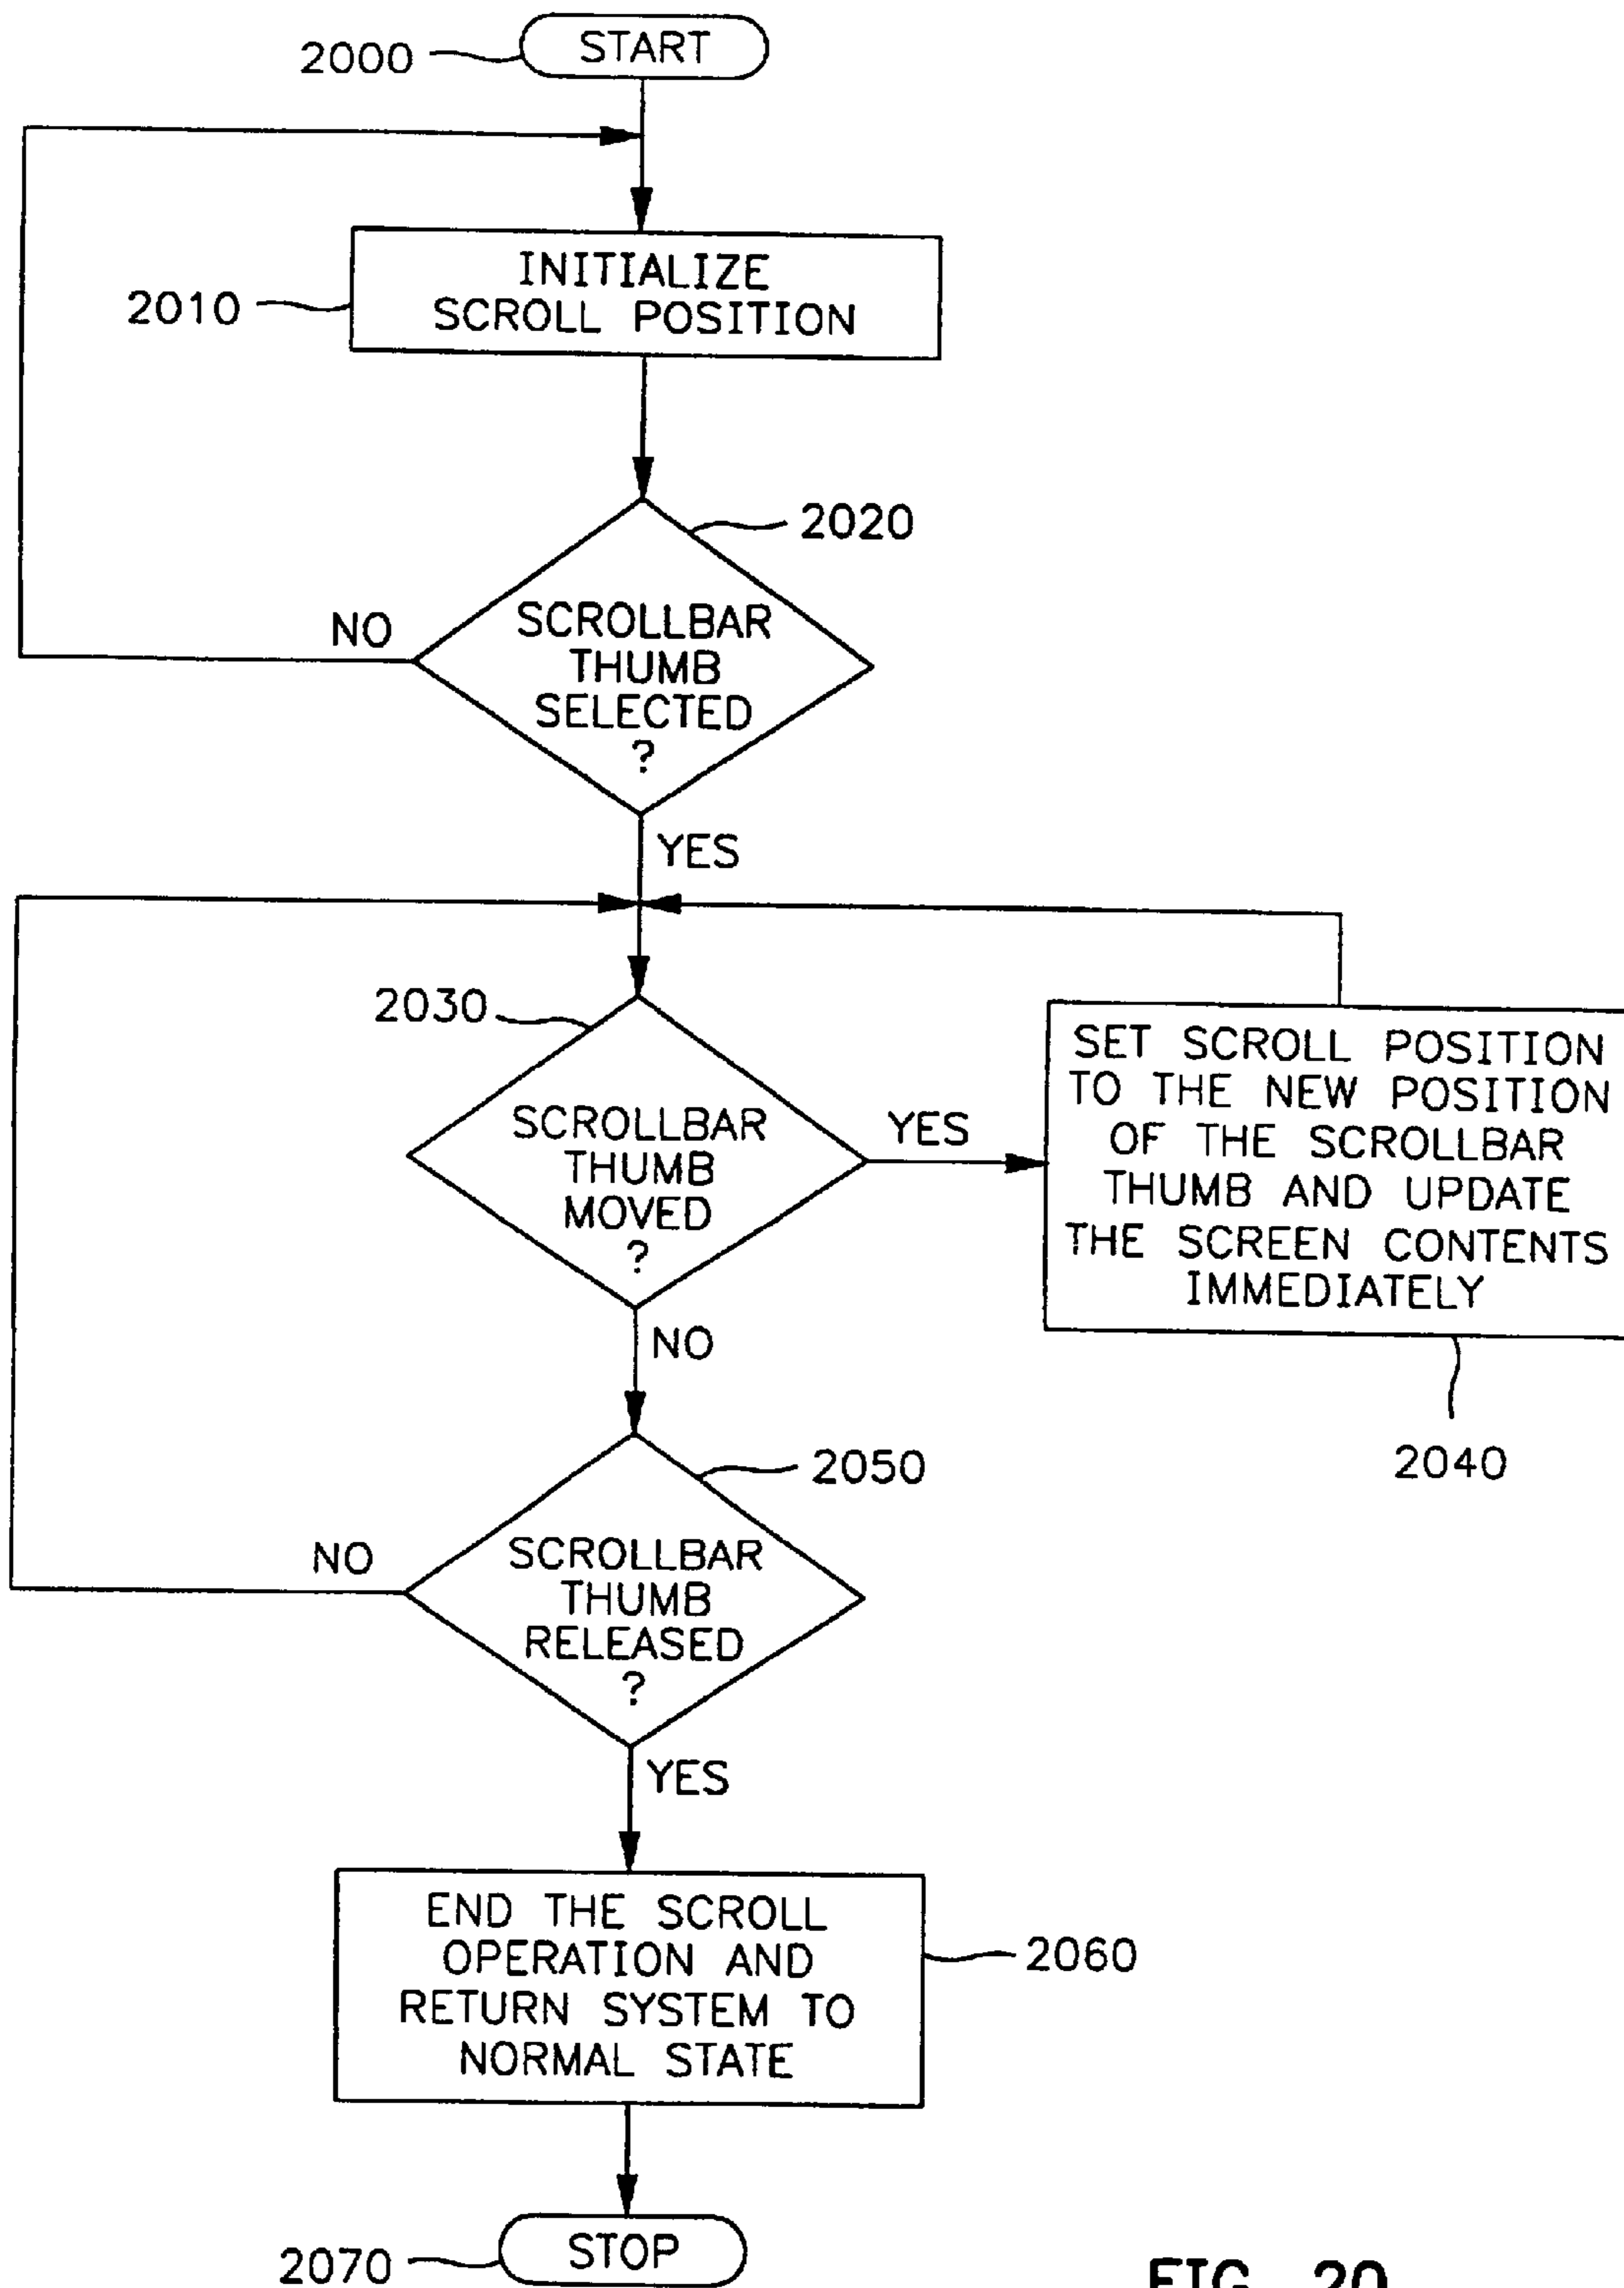 START
2000
INITIALIZE
SCROLL POSITION
2010
2020
SCROLLBAR
THUMB
SELECTED
?
NO
YES
2030
SCROLLBAR
THUMB
MOVED
?
YES
SET SCROLL POSITION
TO THE NEW POSITION
OF THE SCROLLBAR
THUMB AND UPDATE
THE SCREEN CONTENTS
IMMEDIATELY
2040
NO
2050
SCROLLBAR
THUMB
RELEASED
?
NO
YES
END THE SCROLL
OPERATION AND
RETURN SYSTEM TO
NORMAL STATE
2060
STOP
2070
FIG. 20